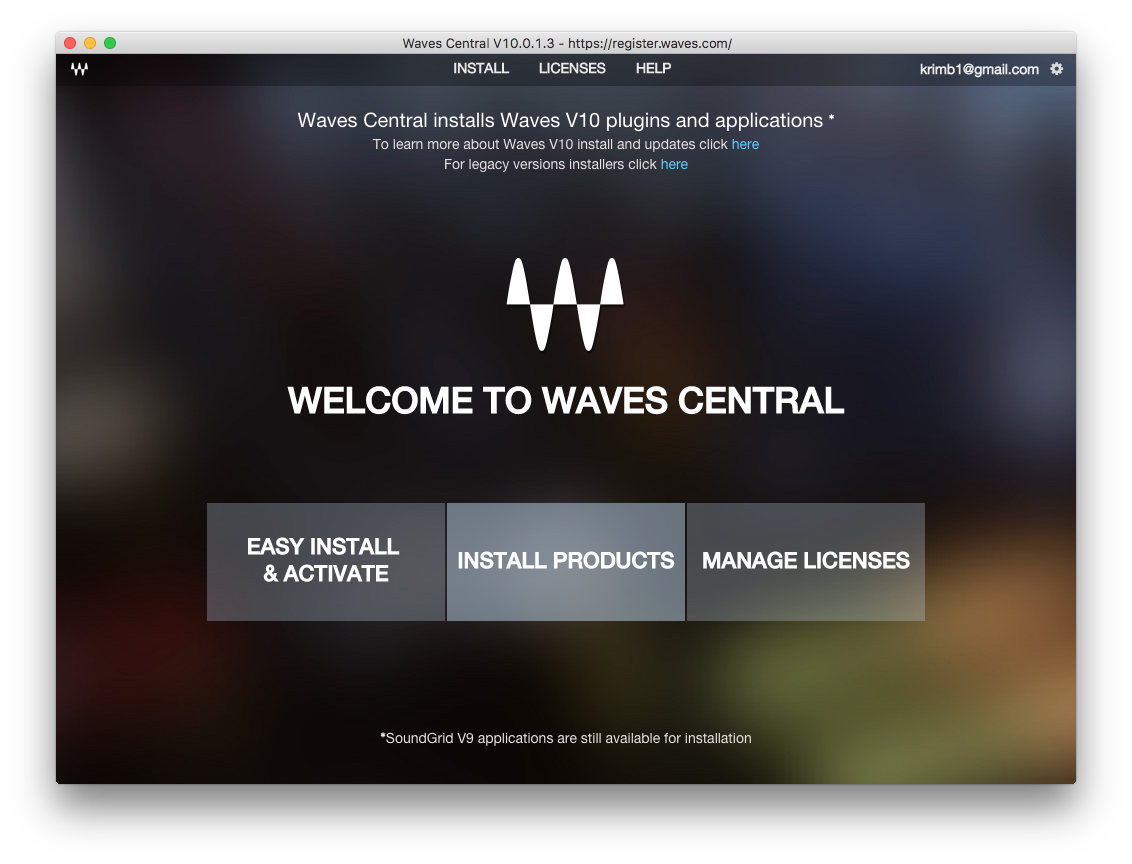 Waves Central V10.0.1.3 - https://register.waves.com/
INSTALL LICENSES HELP krimb1@gmail.com
Waves Central installs Waves V10 plugins and applications *
To learn more about Waves V10 install and updates click here
For legacy versions installers click here
WELCOME TO WAVES CENTRAL
EASY INSTALL
& ACTIVATE
INSTALL PRODUCTS
MANAGE LICENSES
*SoundGrid V9 applications are still available for installation